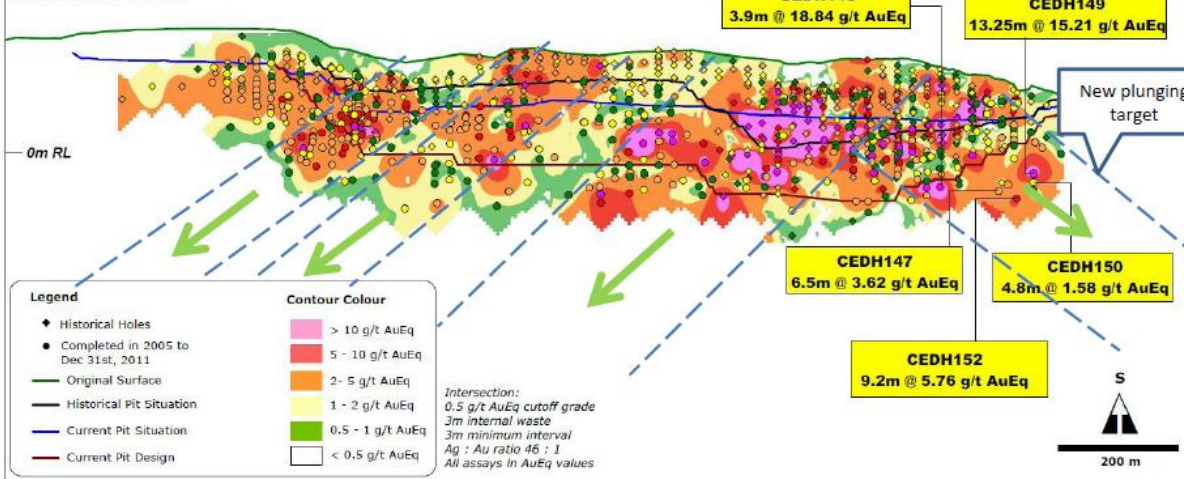 3.9m @ 18.84 g/t AuEq
CEDH149
13.25m @ 15.21 g/t AuEq
New plunging
target
0m RL
CEDH147
6.5m @ 3.62 g/t AuEq
CEDH150
4.8m @ 1.58 g/t AuEq
CEDH152
9.2m @ 5.76 g/t AuEq
Legend
Historical Holes
Completed in 2005 to
Dec 31st, 2011
Original Surface
Historical Pit Situation
Current Pit Situation
Current Pit Design
Contour Colour
> 10 g/t AuEq
5 - 10 g/t AuEq
2- 5 g/t AuEq
1 - 2 g/t AuEq
0.5 - 1 g/t AuEq
< 0.5 g/t AuEq
Intersection:
0.5 g/t AuEq cutoff grade
3m internal waste
3m minimum interval
Ag : Au ratio 46 : 1
All assays in AuEq values
S
200 m